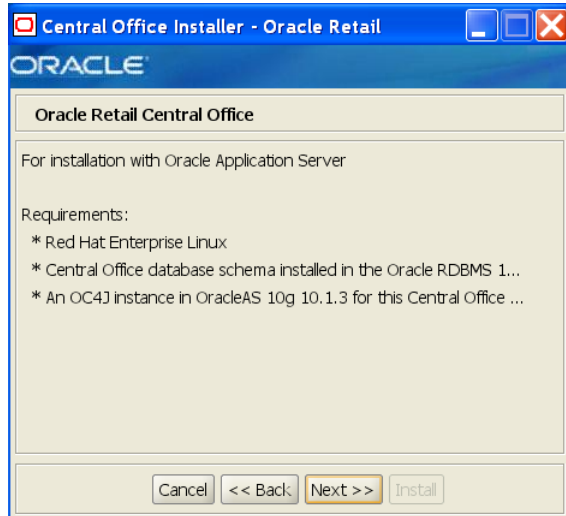 Central Office Installer - Oracle Retail
ORACLE
Oracle Retail Central Office
For installation with Oracle Application Server
Requirements:
* Red Hat Enterprise Linux
* Central Office database schema installed in the Oracle RDBMS 1...
* An OC4J instance in OracleAS 10g 10.1.3 for this Central Office ...
Cancel << Back Next >> Install